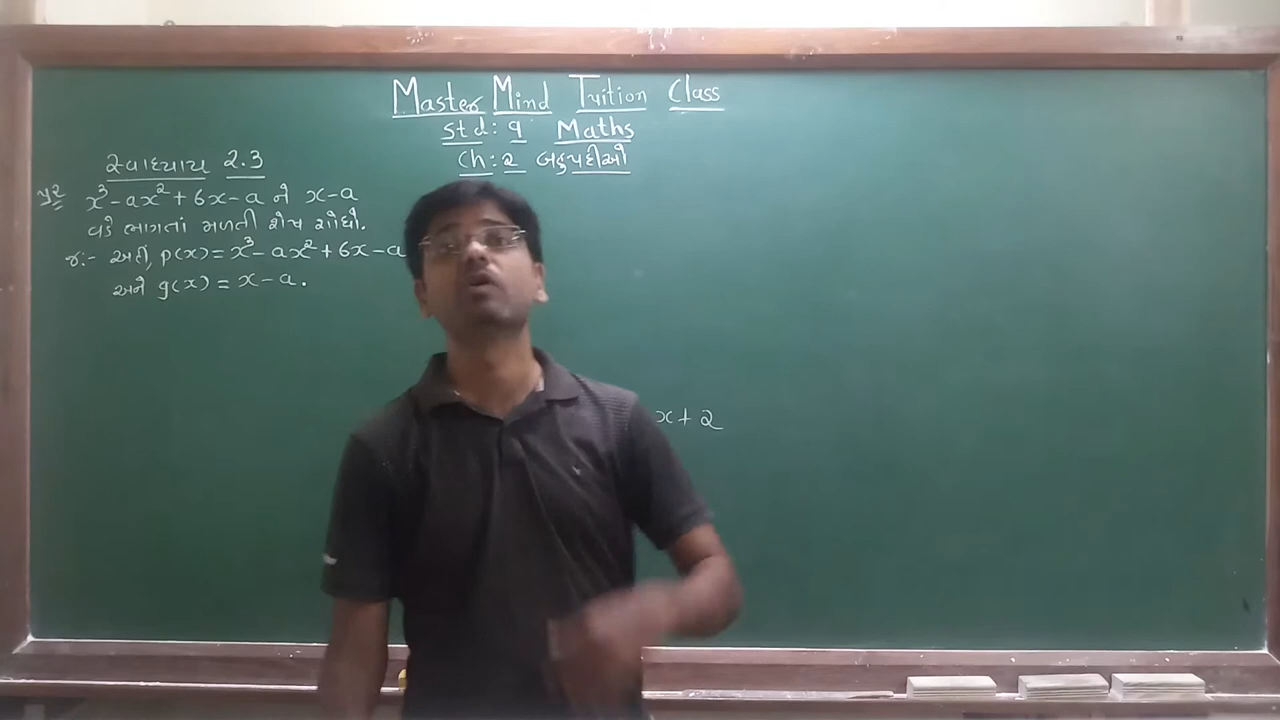 Master Mind Tuition Class
Std: 9 Maths
Ch: 2 બહુપદીઓ
સ્વાધ્યાય 2.3
પ્ર૨ x³ - ax² + 6x - a ને x - a
વડે ભાગતાં મળતી શેષ શોધો.
જ:- અહીં, p(x) = x³ - ax² + 6x - a
અને g(x) = x - a.
x + 2